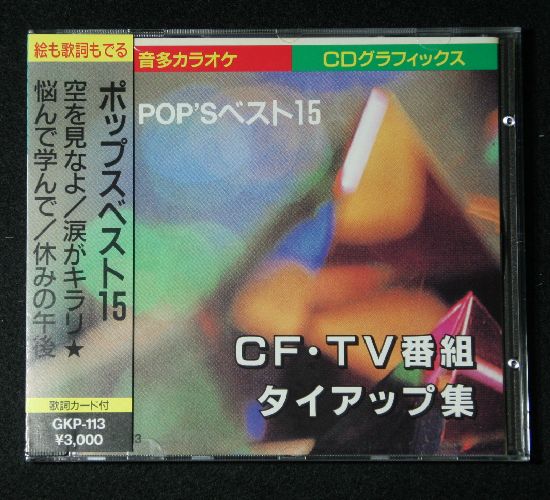 絵も歌詞もでる
ポップスベスト15
空を見なよ/涙がキラリ★
悩んで学んで/休みの午後
歌詞カード付
GKP-113
¥3,000
音多カラオケ
CDグラフィックス
POP'Sベスト15
CF・TV番組
タイアップ集
3